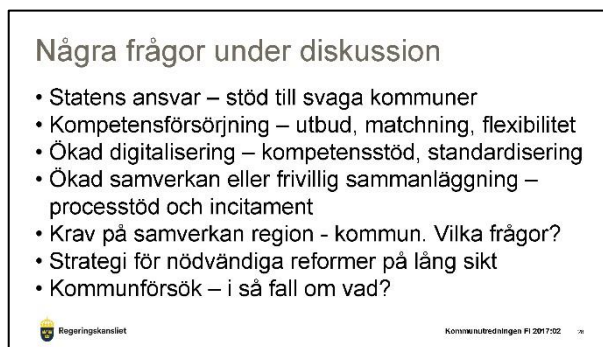 Några frågor under diskussion
• Statens ansvar – stöd till svaga kommuner
• Kompetensförsörjning – utbud, matchning, flexibilitet
• Ökad digitalisering – kompetensstöd, standardisering
• Ökad samverkan eller frivillig sammanläggning –
processtöd och incitament
• Krav på samverkan region - kommun. Vilka frågor?
• Strategi för nödvändiga reformer på lång sikt
• Kommunförsök – i så fall om vad?
Regeringskansliet
Kommunutredningen Fi 2017:02